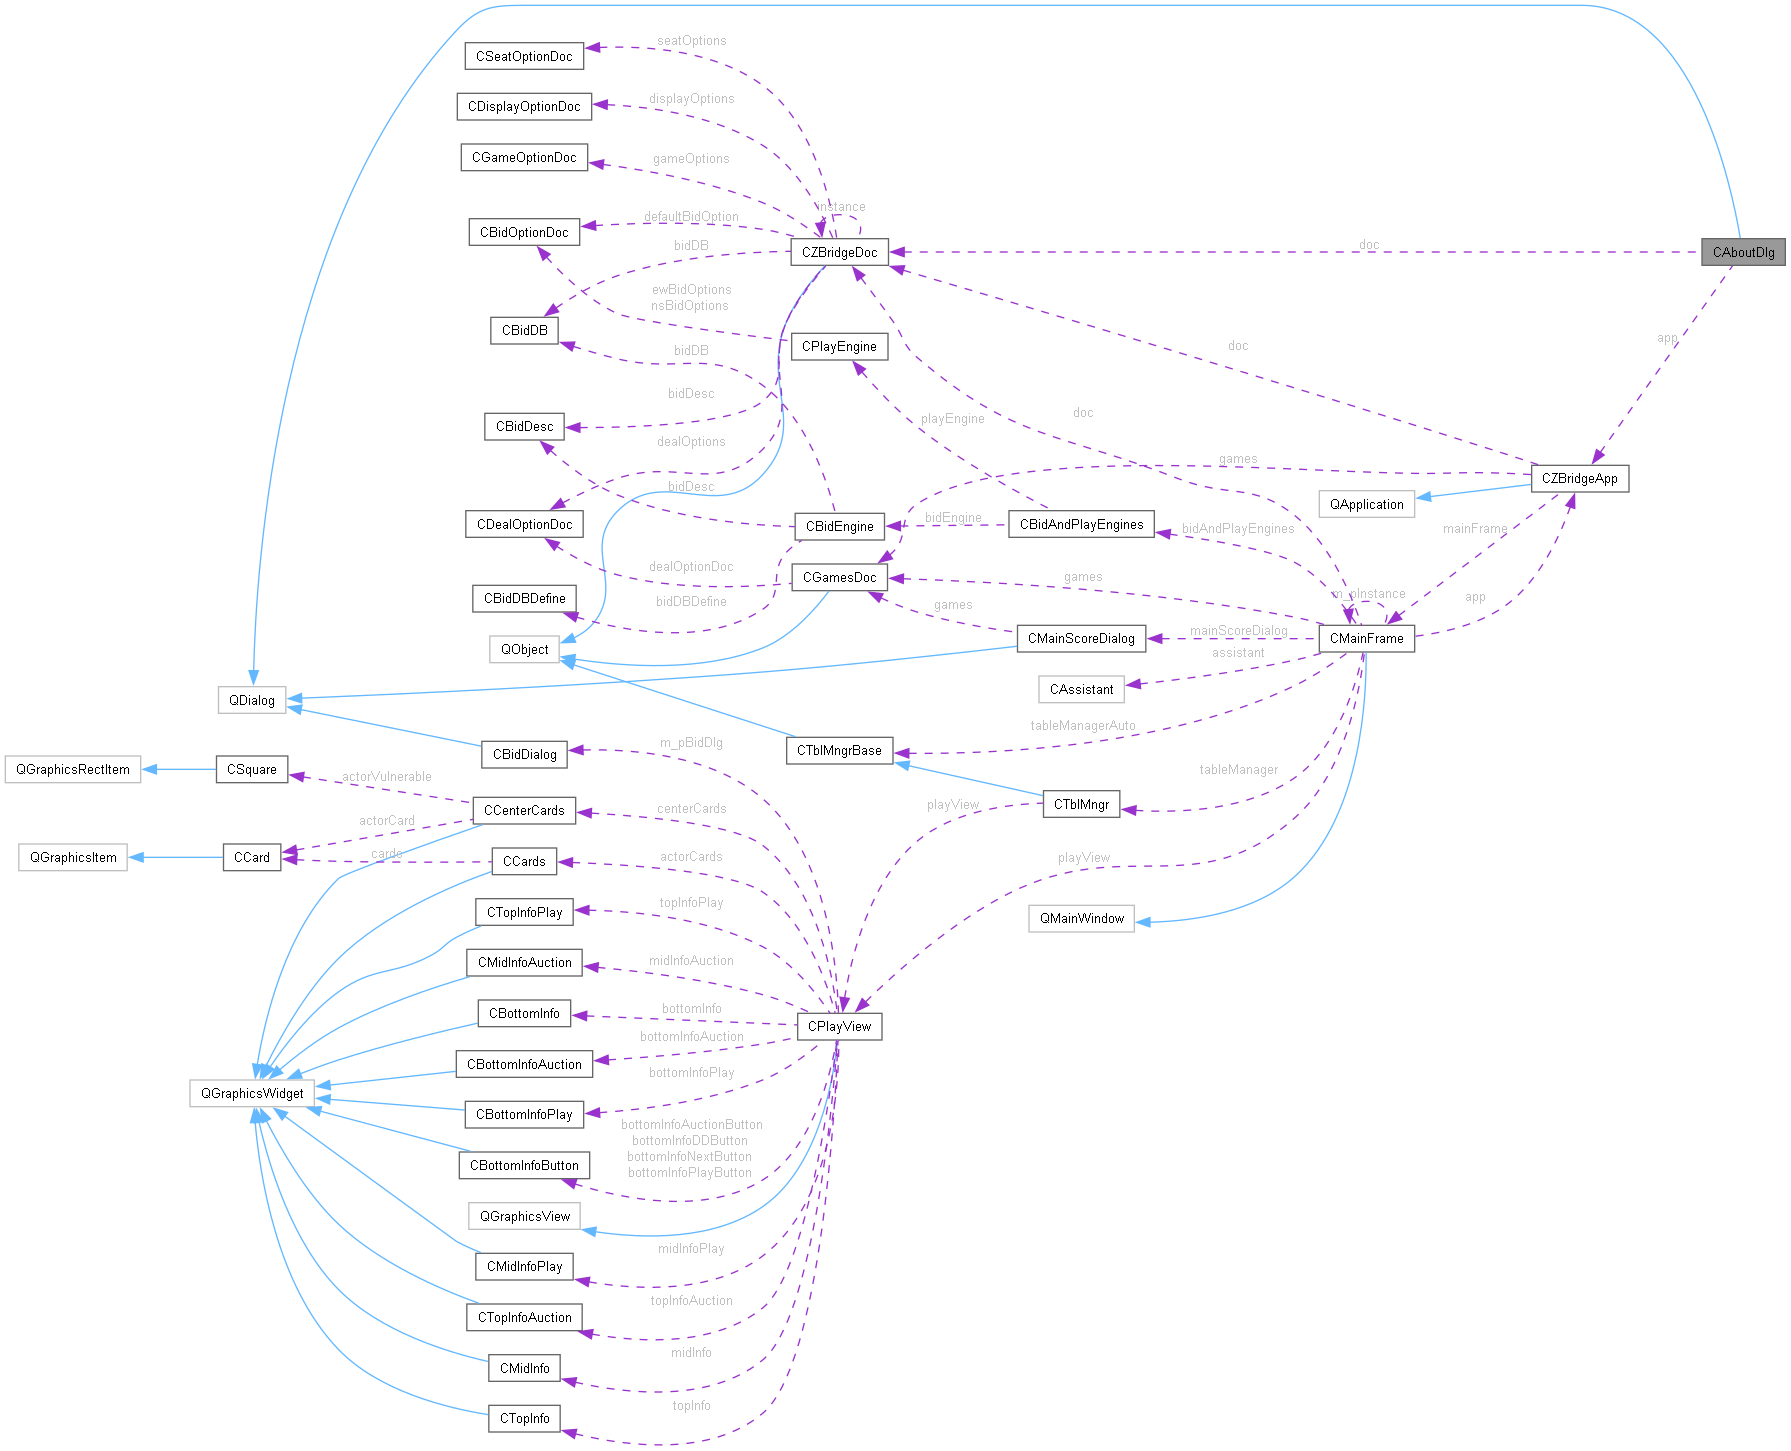 seatOptions
CSeatOptionDoc
displayOptions
CDisplayOptionDoc
gameOptions
CGameOptionDoc
instance
defaultBidOption
CBidOptionDoc
bidDB
CZBridgeDoc
doc
CAboutDlg
ewBidOptions
nsBidOptions
CBidDB
CPlayEngine
doc
app
bidDB
bidDesc
doc
playEngine
CBidDesc
dealOptions
games
CZBridgeApp
bidDesc
QApplication
CDealOptionDoc
CBidEngine
bidEngine
CBidAndPlayEngines
bidAndPlayEngines
mainFrame
dealOptionDoc
CGamesDoc
games
m_pInstance
CBidDBDefine
bidDBDefine
games
app
QObject
CMainScoreDialog
mainScoreDialog
CMainFrame
assistant
CAssistant
QDialog
tableManagerAuto
m_pBidDlg
CBidDialog
CTblMngrBase
QGraphicsRectItem
CSquare
actorVulnerable
tableManager
centerCards
CCenterCards
playView
CTblMngr
actorCard
QGraphicsItem
CCard
cards
CCards
actorCards
playView
topInfoPlay
CTopInfoPlay
QMainWindow
midInfoAuction
CMidInfoAuction
bottomInfo
CBottomInfo
CPlayView
bottomInfoAuction
CBottomInfoAuction
bottomInfoPlay
QGraphicsWidget
CBottomInfoPlay
bottomInfoAuctionButton
bottomInfoDDButton
bottomInfoNextButton
bottomInfoPlayButton
CBottomInfoButton
QGraphicsView
midInfoPlay
CMidInfoPlay
topInfoAuction
CTopInfoAuction
midInfo
CMidInfo
topInfo
CTopInfo